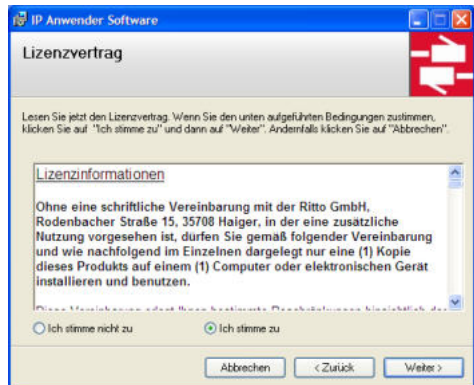 IP Anwender Software
Lizenzvertrag
Lesen Sie jetzt den Lizenzvertrag. Wenn Sie den unten aufgeführten Bedingungen zustimmen,
klicken Sie auf "Ich stimme zu" und dann auf "Weiter". Andernfalls klicken Sie auf "Abbrechen".
Lizenzinformationen
Ohne eine schriftliche Vereinbarung mit der Ritto GmbH,
Rodenbacher Straße 15, 35708 Haiger, in der eine zusätzliche
Nutzung vorgesehen ist, dürfen Sie gemäß folgender Vereinbarung
und wie nachfolgend im Einzelnen dargelegt nur eine (1) Kopie
dieses Produkts auf einem (1) Computer oder elektronischen Gerät
installieren und benutzen.
Ich stimme nicht zu
Ich stimme zu
Abbrechen
< Zurück
Weiter >